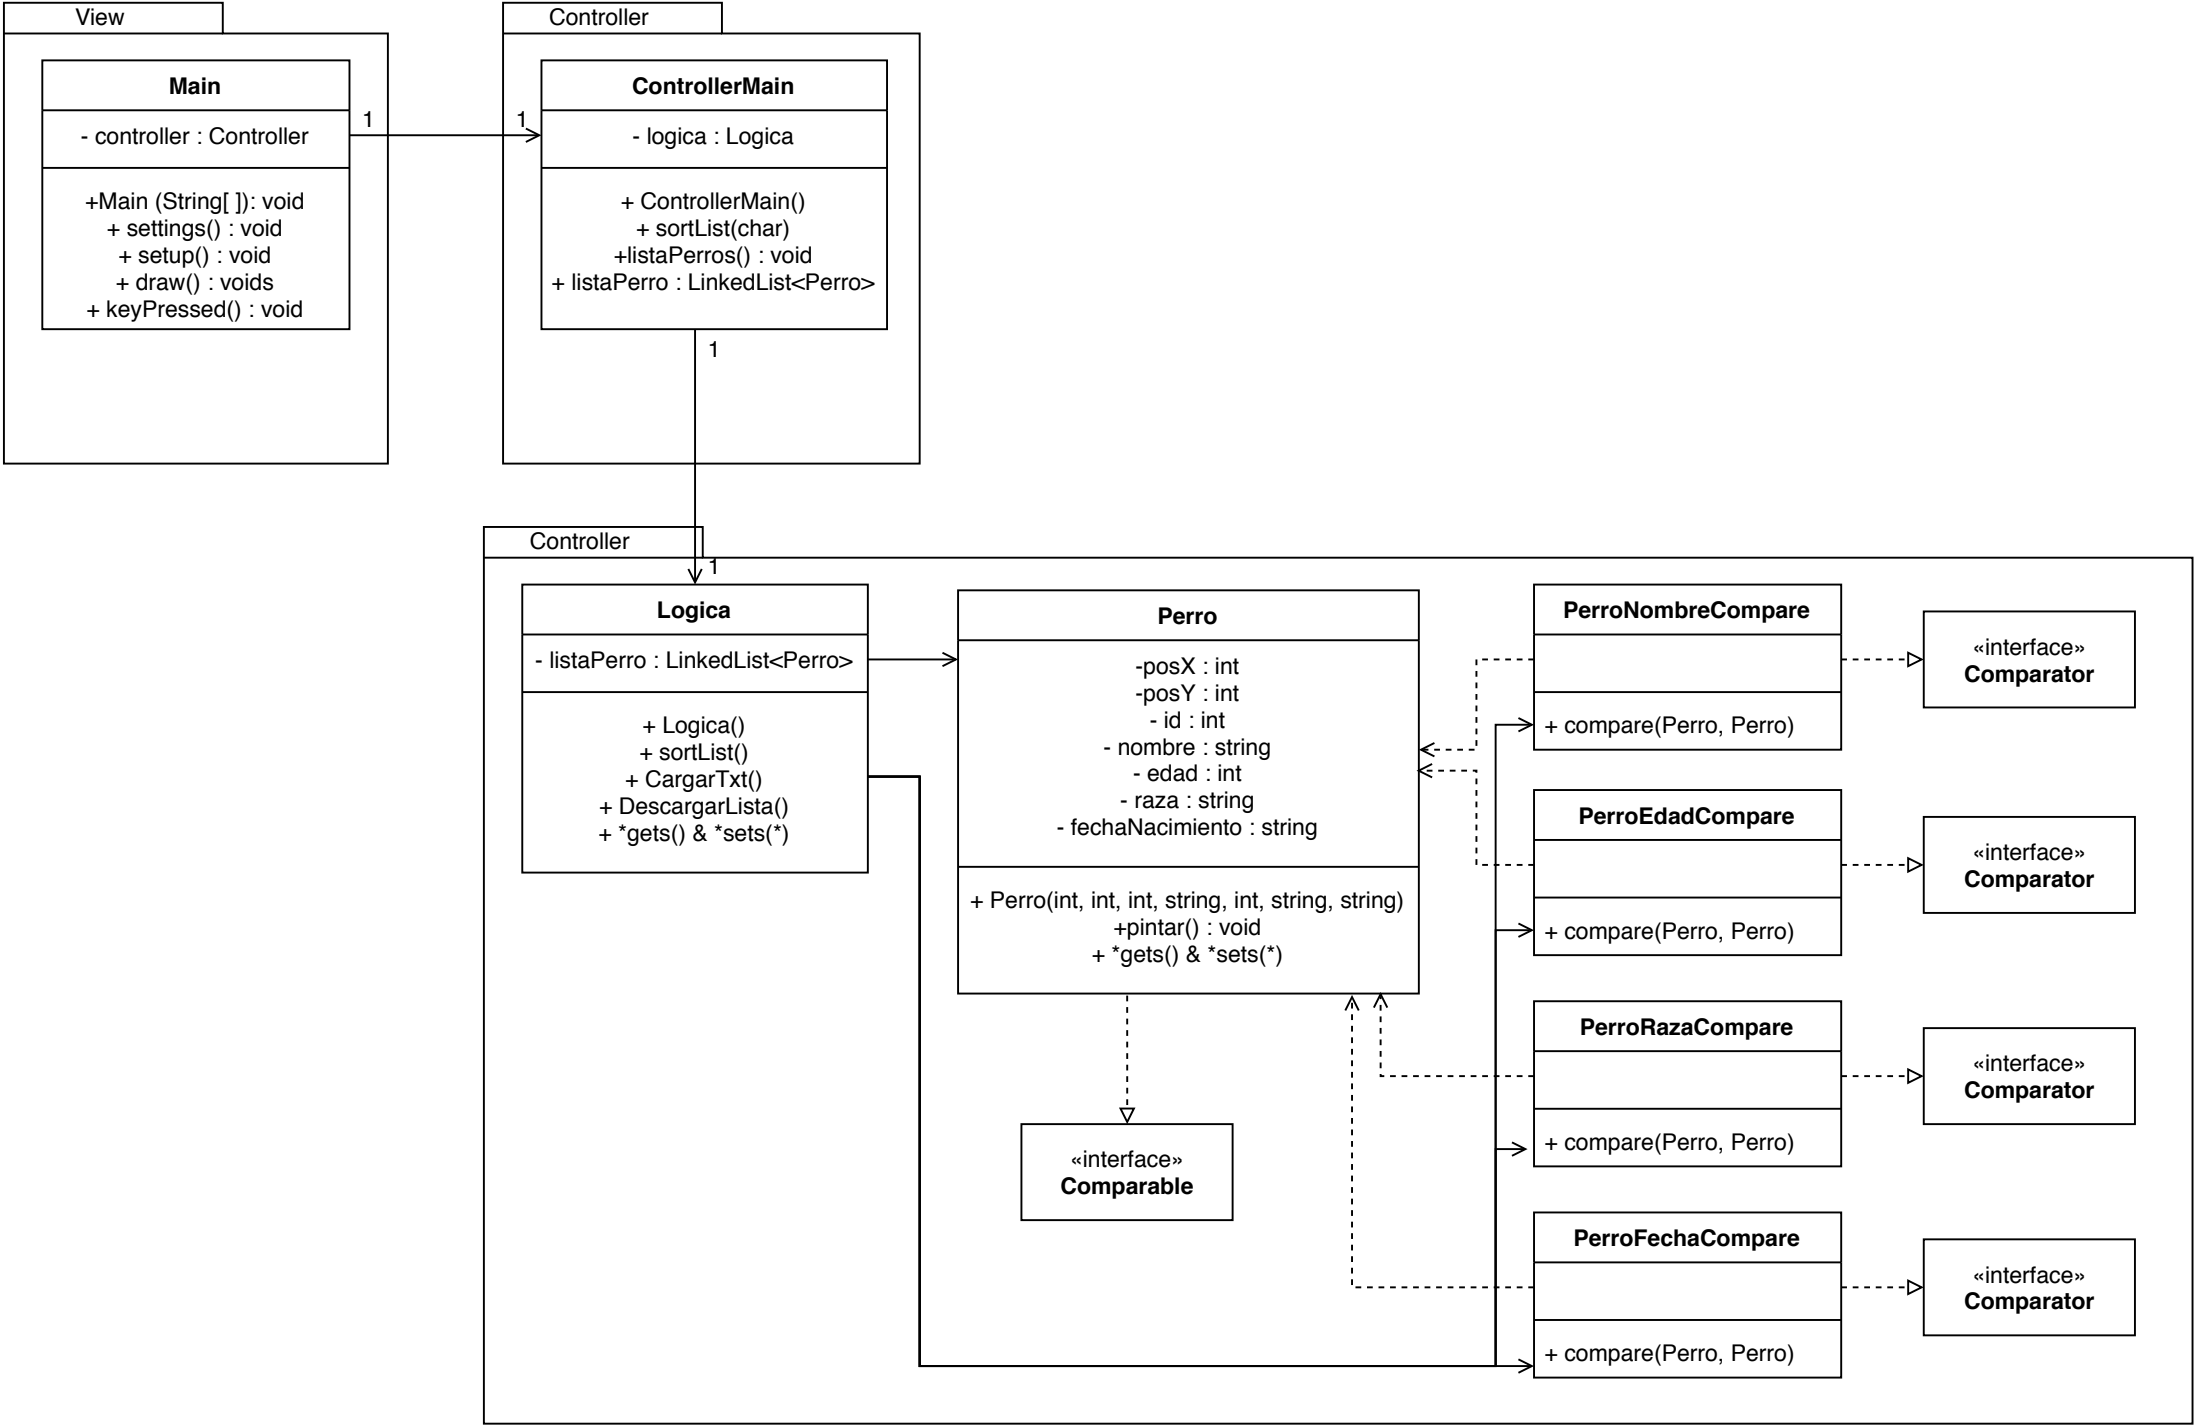 View
Main
- controller : Controller
+Main (String[ ]): void
+ settings() : void
+ setup() : void
+ draw() : voids
+ keyPressed() : void
1
1
Controller
ControllerMain
- logica : Logica
+ ControllerMain()
+ sortList(char)
+listaPerros() : void
+ listaPerro : LinkedList<Perro>
1
1
Controller
Logica
- listaPerro : LinkedList<Perro>
+ Logica()
+ sortList()
+ CargarTxt()
+ DescargarLista()
+ *gets() & *sets(*)
Perro
-posX : int
-posY : int
- id : int
- nombre : string
- edad : int
- raza : string
- fechaNacimiento : string
+ Perro(int, int, int, string, int, string, string)
+pintar() : void
+ *gets() & *sets(*)
«interface»
Comparable
PerroNombreCompare
+ compare(Perro, Perro)
«interface»
Comparator
PerroEdadCompare
+ compare(Perro, Perro)
«interface»
Comparator
PerroRazaCompare
+ compare(Perro, Perro)
«interface»
Comparator
PerroFechaCompare
+ compare(Perro, Perro)
«interface»
Comparator